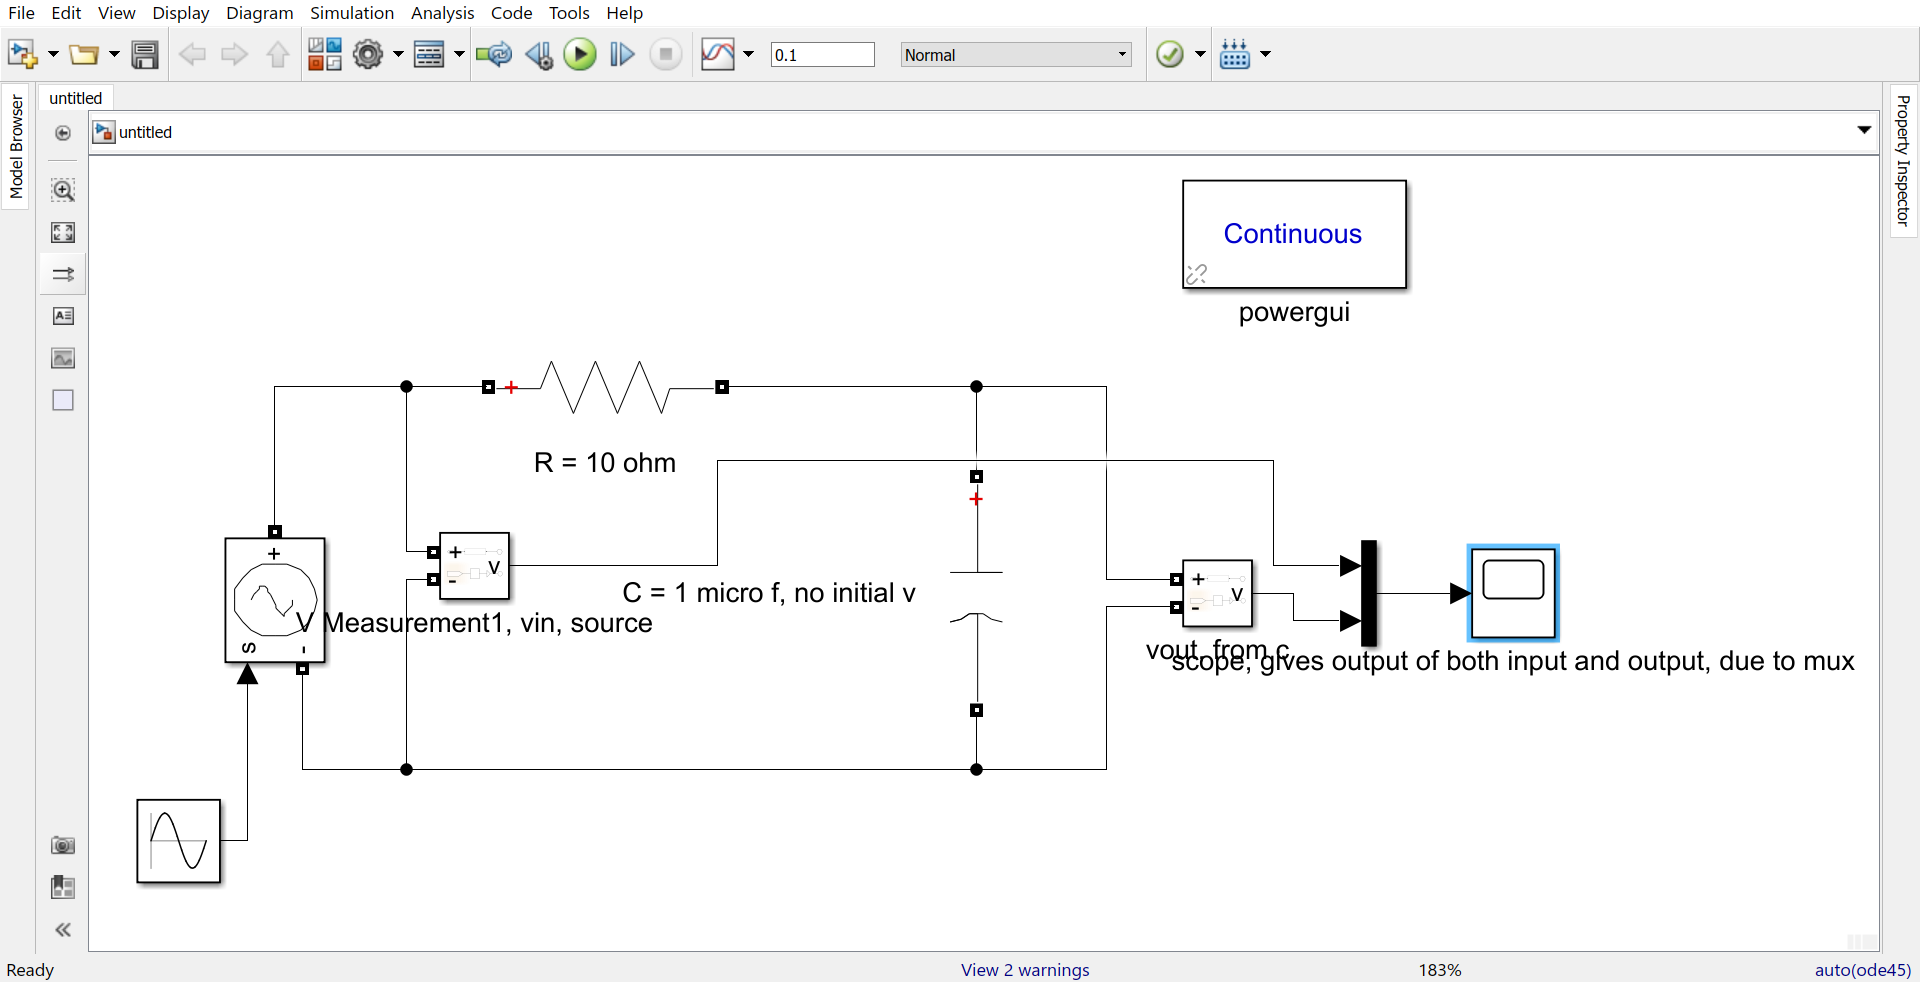 File Edit View Display Diagram Simulation Analysis Code Tools Help
0.1 Normal
Model Browser
untitled
Property Inspector
untitled
Continuous
powergui
R = 10 ohm
+
v
-
C = 1 micro f, no initial v
+
s
-
V Measurement1, vin, source
+
v
-
vout, from c
scope, gives output of both input and output, due to mux
Ready View 2 warnings 183% auto(ode45)